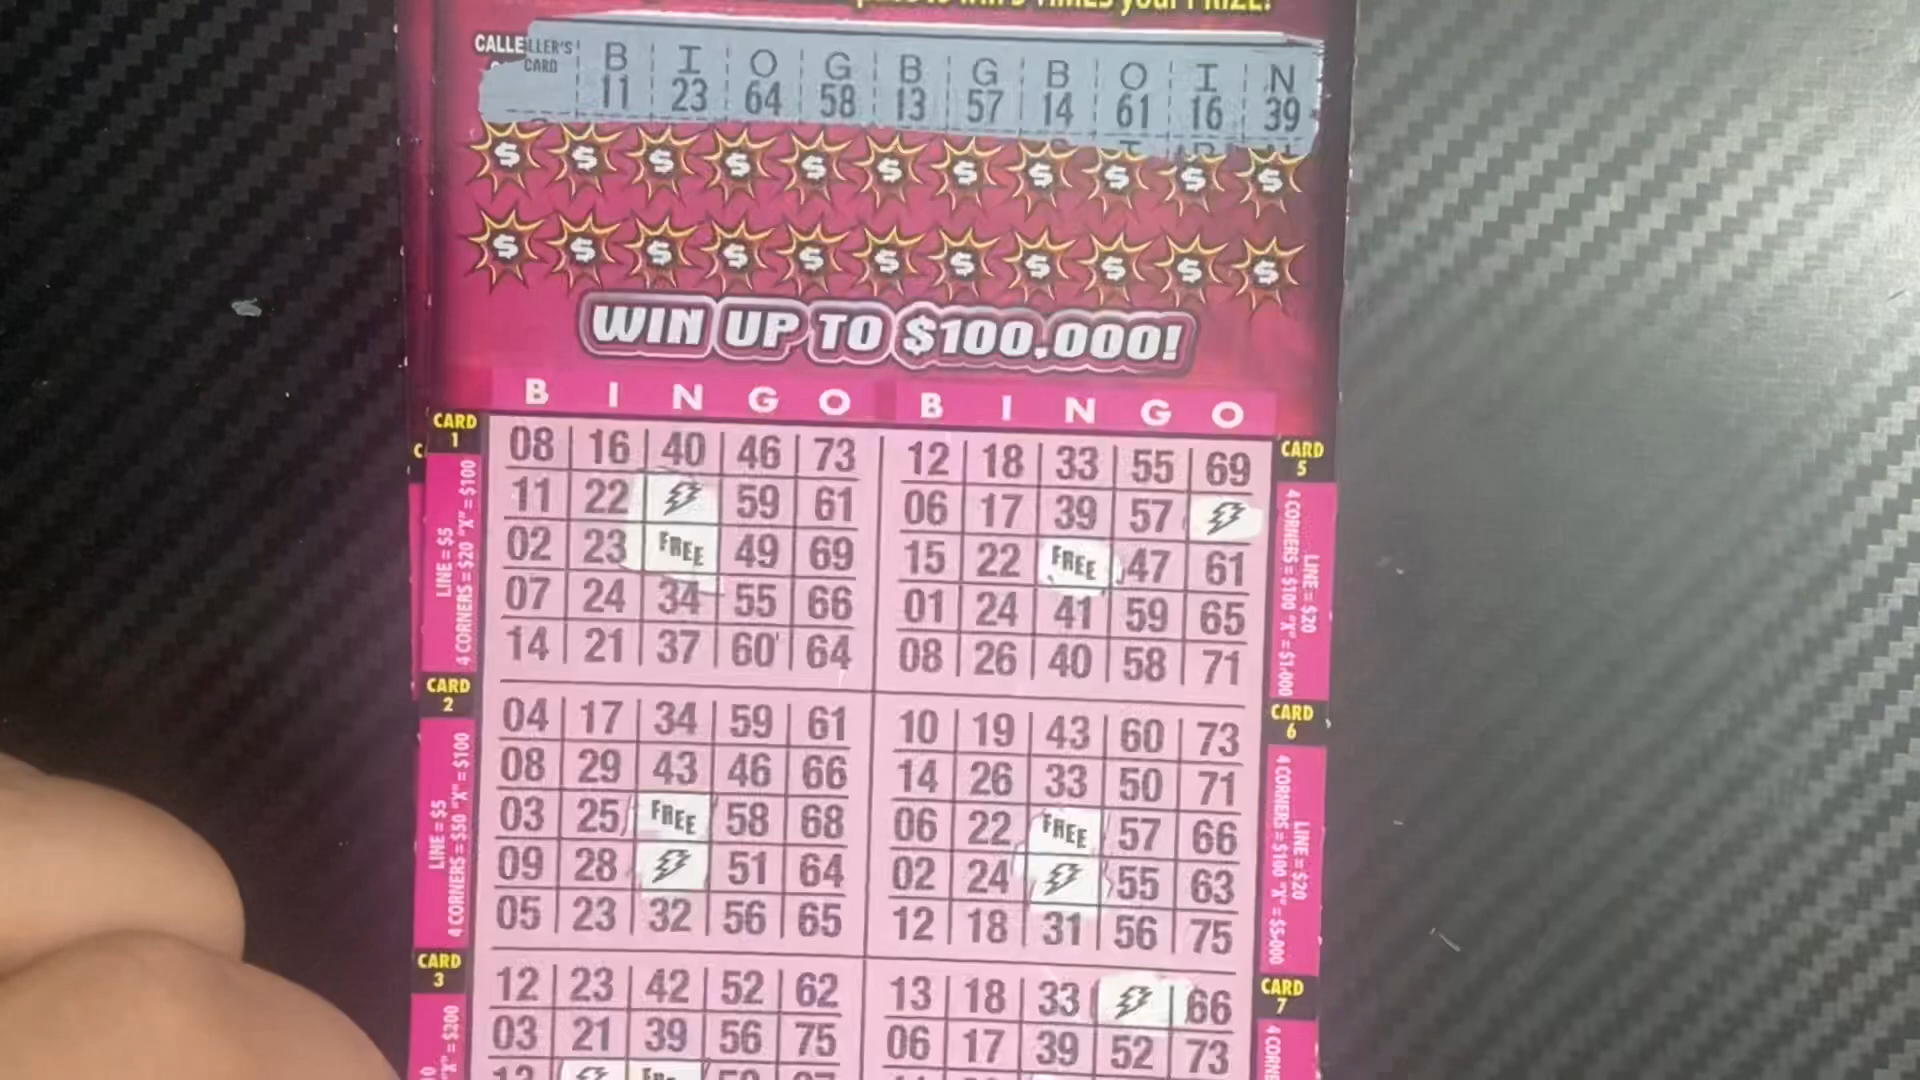 your PRIZE!
CALLE LLER'S B I O G B G B O I N
CARD 11 23 64 58 13 57 14 61 16 39
$ $ $ $ $ $ $ $ $ $ $
$ $ $ $ $ $ $ $ $ $ $
WIN UP TO $100,000!
B I N G O B I N G O
CARD 1
LINE = $5
4 CORNERS = $20 "X" = $100
08 16 40 46 73
11 22 59 61
02 23 FREE 49 69
07 24 34 55 66
14 21 37 60 64
CARD 5
LINE = $20
4 CORNERS = $100 "X" = $1,000
12 18 33 55 69
06 17 39 57
15 22 FREE 47 61
01 24 41 59 65
08 26 40 58 71
CARD 2
LINE = $5
4 CORNERS = $50 "X" = $100
04 17 34 59 61
08 29 43 46 66
03 25 FREE 58 68
09 28 51 64
05 23 32 56 65
CARD 6
LINE = $20
4 CORNERS = $100 "X" = $5,000
10 19 43 60 73
14 26 33 50 71
06 22 FREE 57 66
02 24 55 63
12 18 31 56 75
CARD 3
"X" = $200
12 23 42 52 62
03 21 39 56 75
CARD 7
4 CORNE
13 18 33 66
06 17 39 52 73